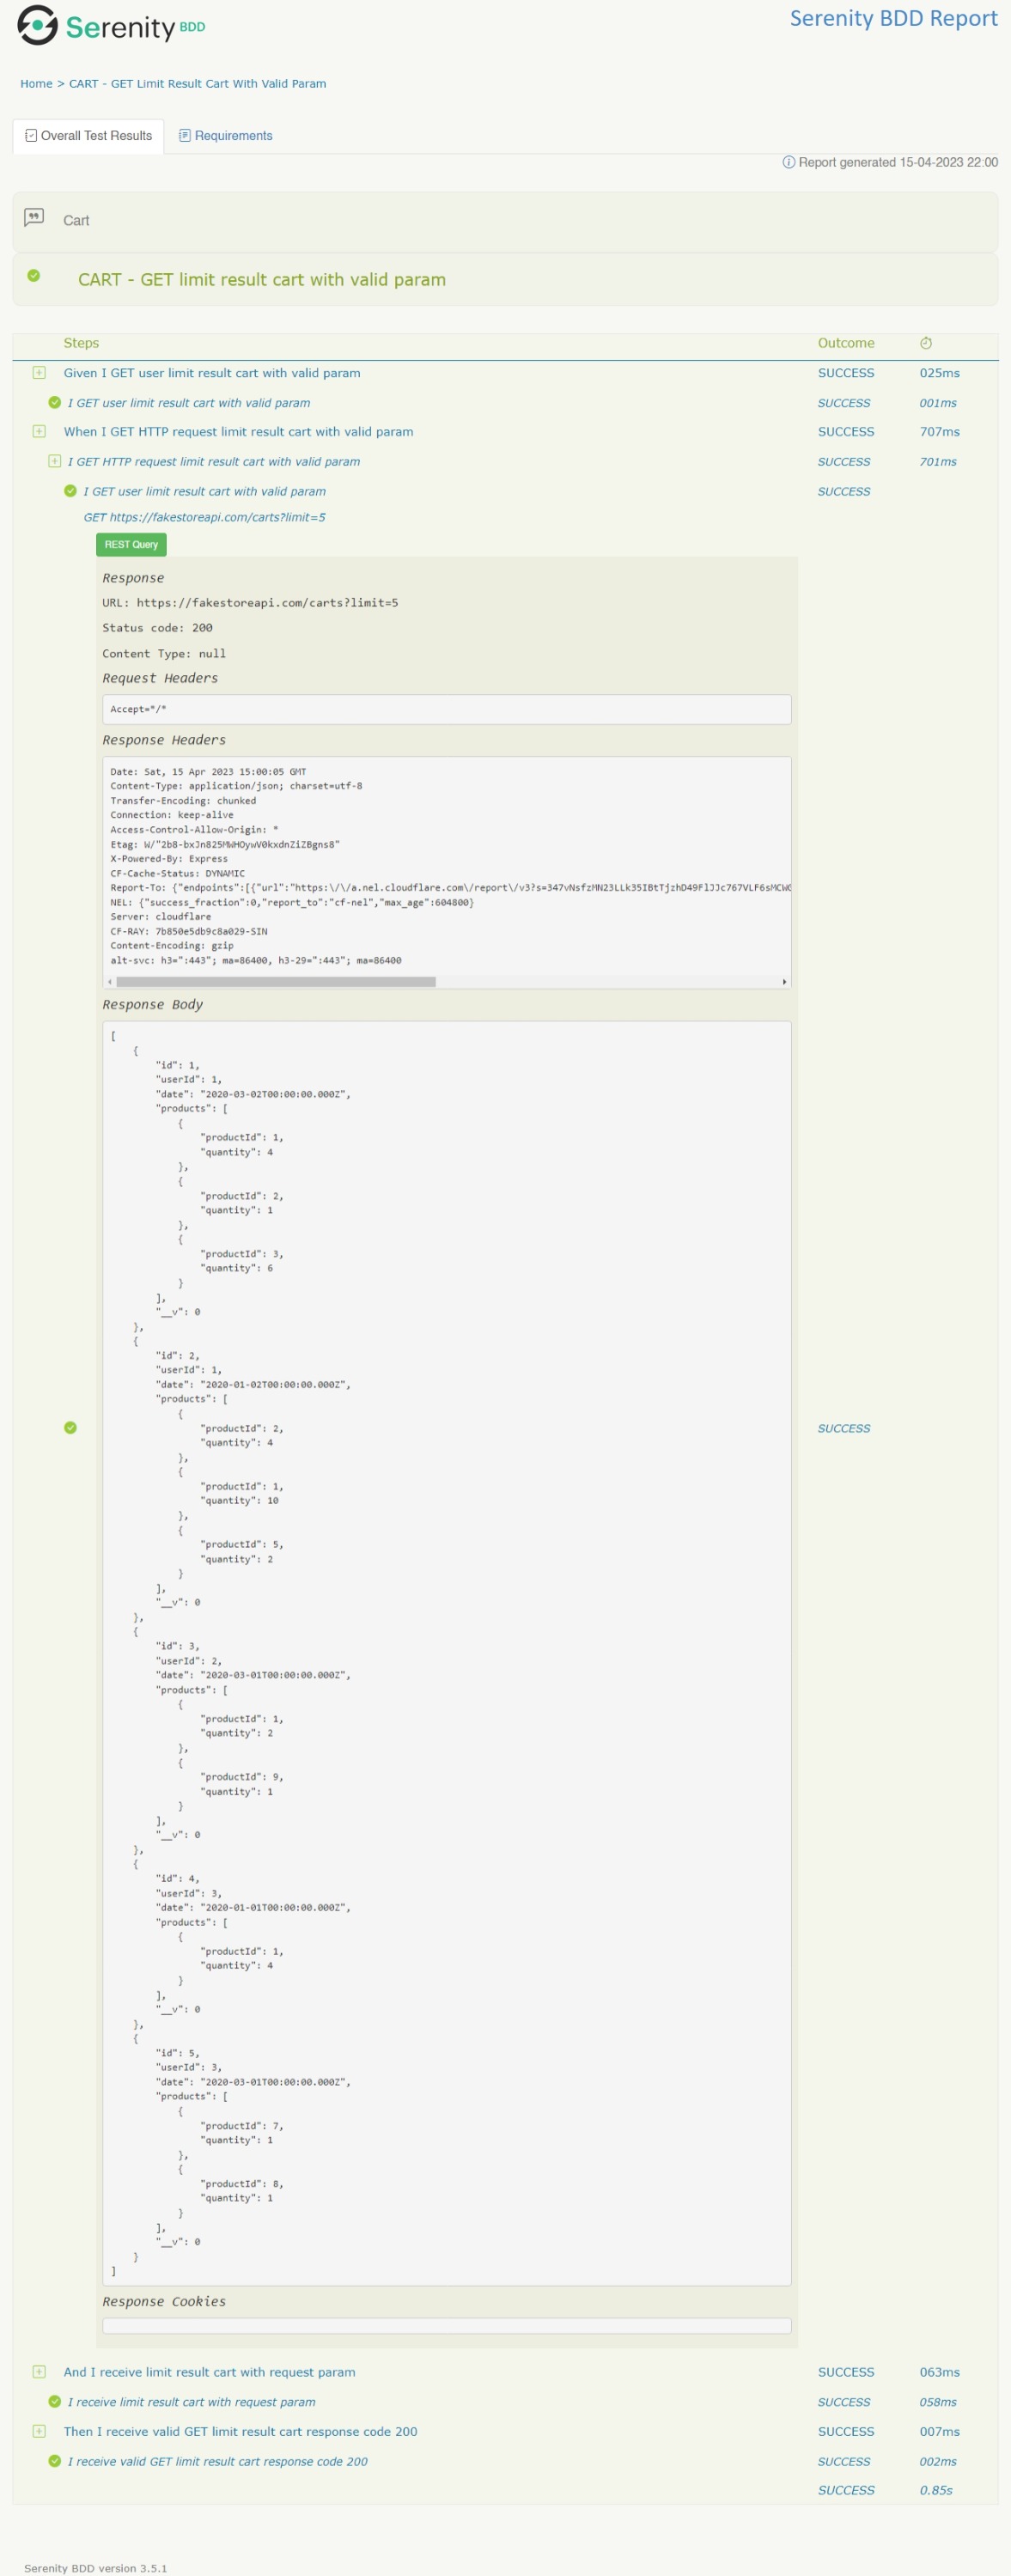 Serenity BDD
Serenity BDD Report
Home > CART - GET Limit Result Cart With Valid Param
Overall Test Results
Requirements
Report generated 15-04-2023 22:00
Cart
CART - GET limit result cart with valid param
Steps Outcome
Given I GET user limit result cart with valid param SUCCESS 025ms
I GET user limit result cart with valid param SUCCESS 001ms
When I GET HTTP request limit result cart with valid param SUCCESS 707ms
I GET HTTP request limit result cart with valid param SUCCESS 701ms
I GET user limit result cart with valid param SUCCESS
GET https://fakestoreapi.com/carts?limit=5
REST Query
Response
URL: https://fakestoreapi.com/carts?limit=5
Status code: 200
Content Type: null
Request Headers
Accept=*/*
Response Headers
Date: Sat, 15 Apr 2023 15:00:05 GMT
Content-Type: application/json; charset=utf-8
Transfer-Encoding: chunked
Connection: keep-alive
Access-Control-Allow-Origin: *
Etag: W/"2b8-bxJn825MWHOywV0kxdnZiZBgns8"
X-Powered-By: Express
CF-Cache-Status: DYNAMIC
Report-To: {"endpoints":[{"url":"https:\/\/a.nel.cloudflare.com\/report\/v3?s=347vNsfzMN23LLk35IBtTjzhD49FlJJc767VLF6sMCW
NEL: {"success_fraction":0,"report_to":"cf-nel","max_age":604800}
Server: cloudflare
CF-RAY: 7b850e5db9c8a029-SIN
Content-Encoding: gzip
alt-svc: h3=":443"; ma=86400, h3-29=":443"; ma=86400
Response Body
[
{
"id": 1,
"userId": 1,
"date": "2020-03-02T00:00:00.000Z",
"products": [
{
"productId": 1,
"quantity": 4
},
{
"productId": 2,
"quantity": 1
},
{
"productId": 3,
"quantity": 6
}
],
"__v": 0
},
{
"id": 2,
"userId": 1,
"date": "2020-01-02T00:00:00.000Z",
"products": [
{
"productId": 2,
"quantity": 4
},
{
"productId": 1,
"quantity": 10
},
{
"productId": 5,
"quantity": 2
}
],
"__v": 0
},
{
"id": 3,
"userId": 2,
"date": "2020-03-01T00:00:00.000Z",
"products": [
{
"productId": 1,
"quantity": 2
},
{
"productId": 9,
"quantity": 1
}
],
"__v": 0
},
{
"id": 4,
"userId": 3,
"date": "2020-01-01T00:00:00.000Z",
"products": [
{
"productId": 1,
"quantity": 4
}
],
"__v": 0
},
{
"id": 5,
"userId": 3,
"date": "2020-03-01T00:00:00.000Z",
"products": [
{
"productId": 7,
"quantity": 1
},
{
"productId": 8,
"quantity": 1
}
],
"__v": 0
}
]
SUCCESS
Response Cookies
And I receive limit result cart with request param SUCCESS 063ms
I receive limit result cart with request param SUCCESS 058ms
Then I receive valid GET limit result cart response code 200 SUCCESS 007ms
I receive valid GET limit result cart response code 200 SUCCESS 002ms
SUCCESS 0.85s
Serenity BDD version 3.5.1